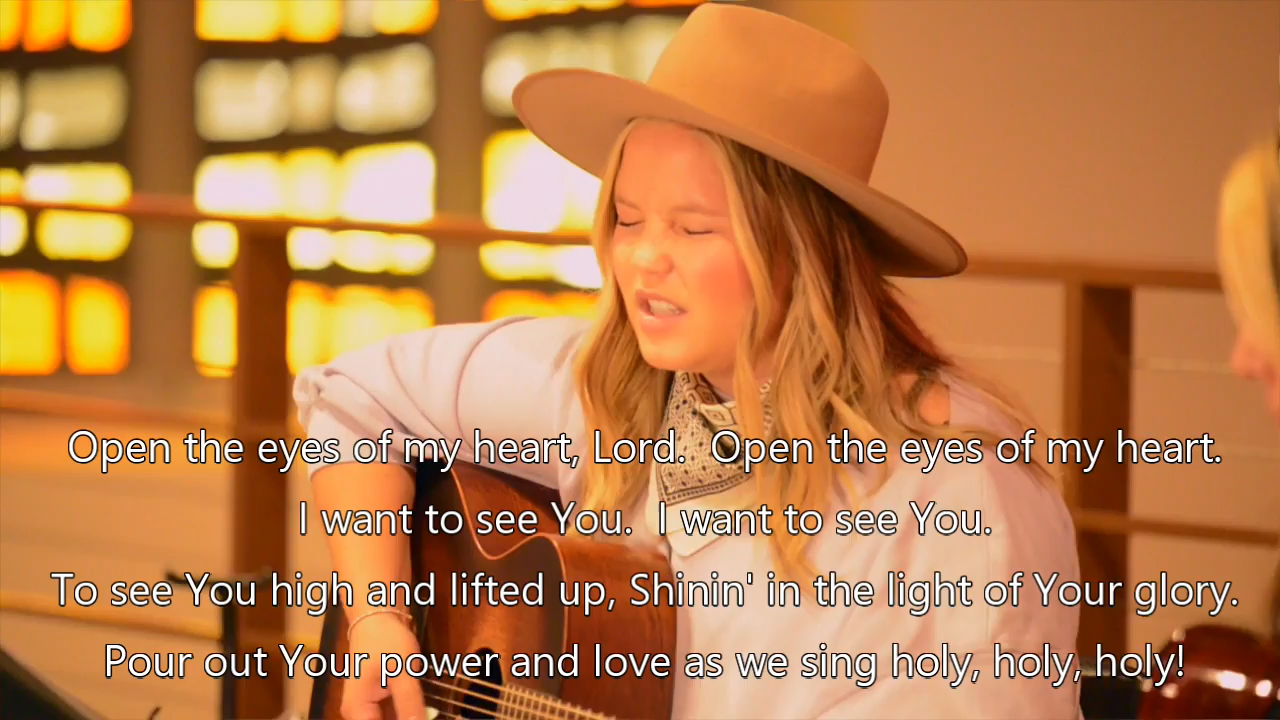 Open the eyes of my heart, Lord.  Open the eyes of my heart.
I want to see You.  I want to see You.
To see You high and lifted up, Shinin' in the light of Your glory.
Pour out Your power and love as we sing holy, holy, holy!